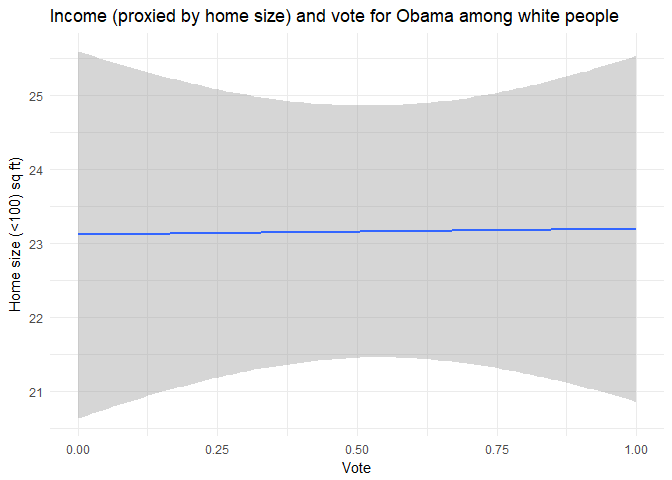 Income (proxied by home size) and vote for Obama among white people
Home size (<100) sq ft)
25
24
23
22
21
0.00 0.25 0.50 0.75 1.00
Vote